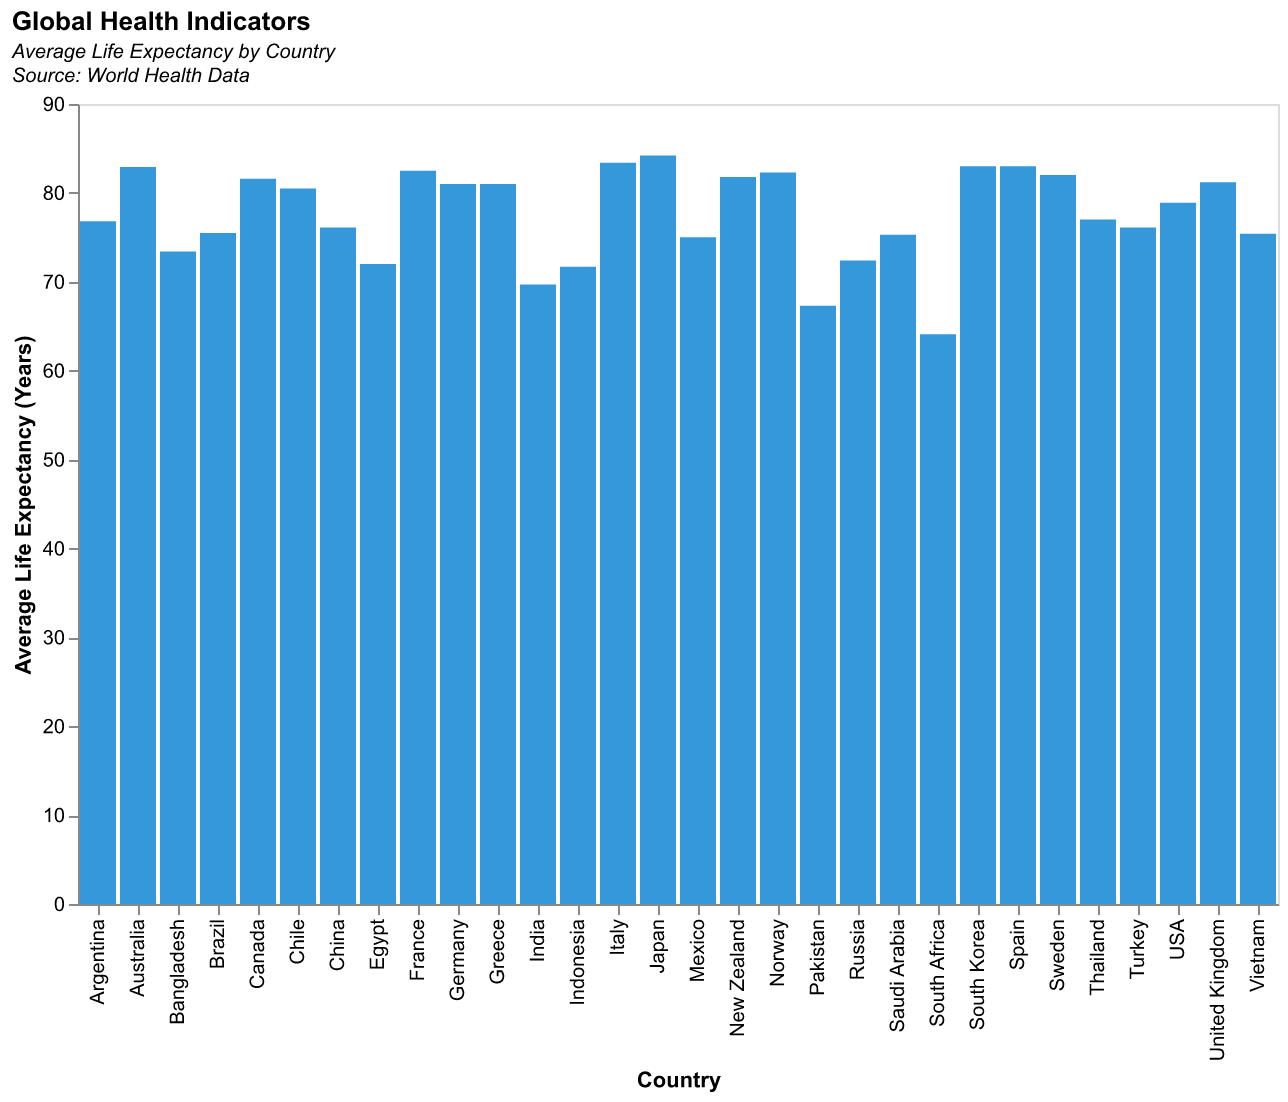 Global Health Indicators
Average Life Expectancy by Country
Source: World Health Data
Average Life Expectancy (Years)
90
80
70
60
50
40
30
20
10
0
Argentina
Australia
Bangladesh
Brazil
Canada
Chile
China
Egypt
France
Germany
Greece
India
Indonesia
Italy
Japan
Mexico
New Zealand
Norway
Pakistan
Russia
Saudi Arabia
South Africa
South Korea
Spain
Sweden
Thailand
Turkey
USA
United Kingdom
Vietnam
Country